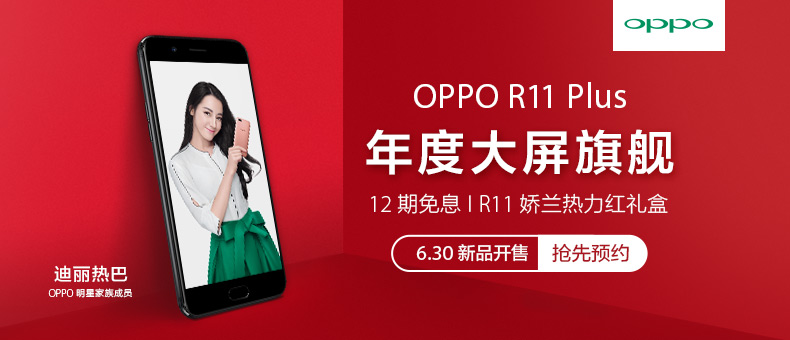 oppo
OPPO R11 Plus
年度大屏旗舰
12 期免息 | R11 娇兰热力红礼盒
6.30 新品开售 抢先预约
迪丽热巴
OPPO 明星家族成员